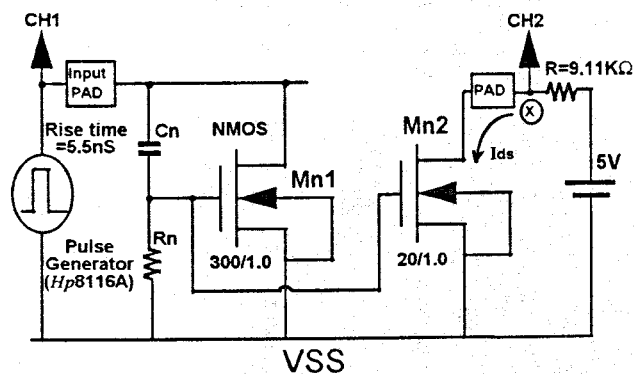 CH1
CH2
Input
PAD
R=9.11KΩ
PAD
X
Rise time
=5.5nS
Cn
NMOS
Mn2
Ids
5V
Mn1
Rn
Pulse
Generator
(Hp8116A)
300/1.0
20/1.0
VSS